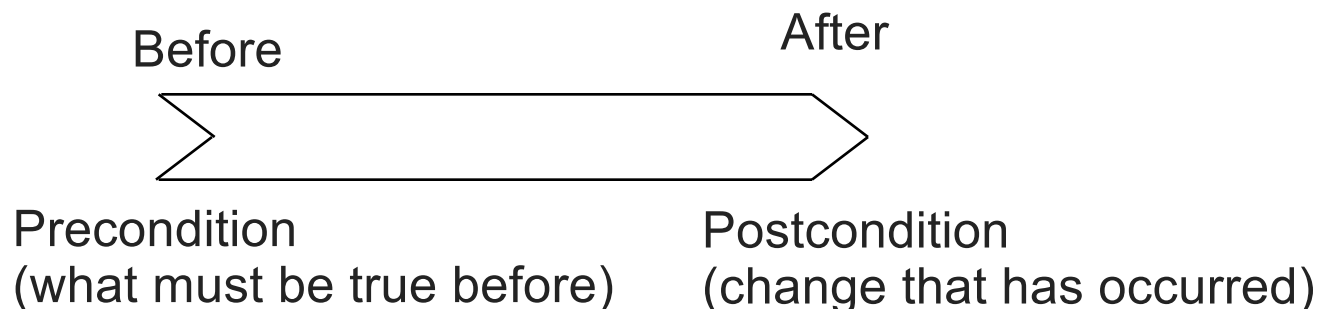 Before
After
Precondition
(what must be true before)
Postcondition
(change that has occurred)